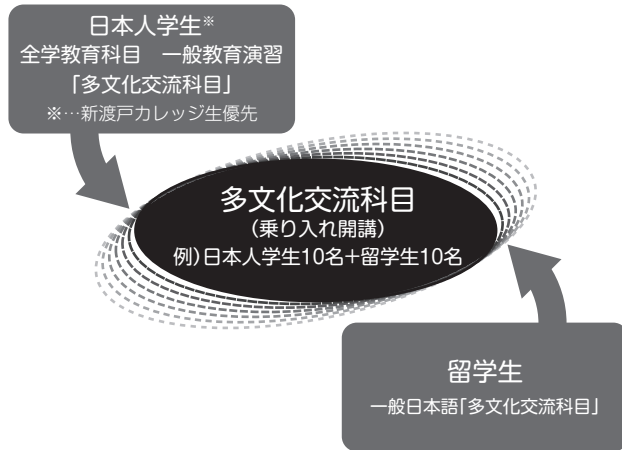 日本人学生※
全学教育科目　一般教育演習
「多文化交流科目」
※…新渡戸カレッジ生優先
多文化交流科目
(乗り入れ開講)
例)日本人学生10名+留学生10名
留学生
一般日本語「多文化交流科目」